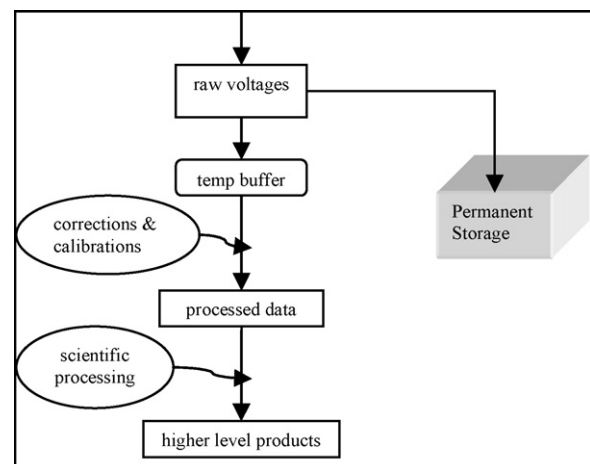 raw voltages
temp buffer
corrections &
calibrations
Permanent
Storage
processed data
scientific
processing
higher level products